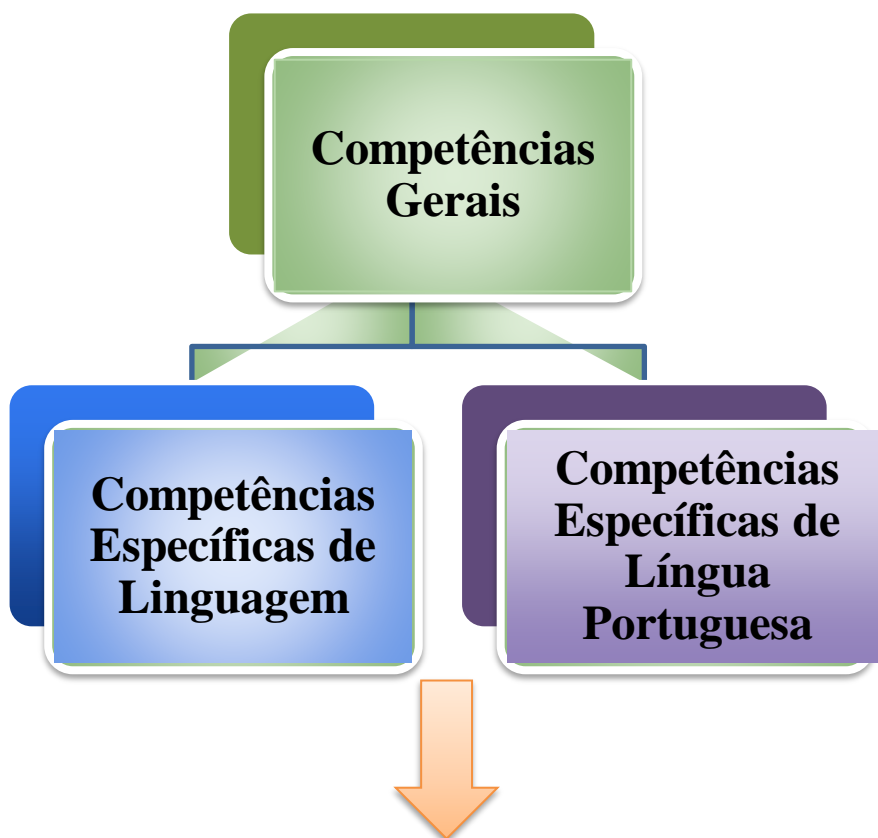 Competências
Gerais
Competências
Específicas de
Linguagem
Competências
Específicas de
Língua
Portuguesa